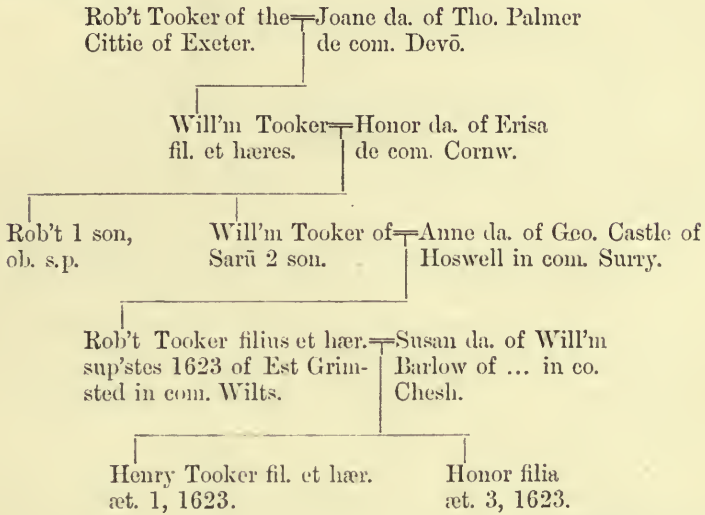 Rob't Tooker of the Joane da. of Tho. Palmer
Cittie of Exeter. de com. Devō.
Will'm Tooker Honor da. of Erisa
fil. et hæres. de com. Cornw.
Rob't 1 son, Will'm Tooker of Anne da. of Geo. Castle of
ob. s.p. Sarū 2 son. Hoswell in com. Surry.
Rob't Tooker filius et hær. Susan da. of Will'm
sup'stes 1623 of Est Grim- Barlow of ... in co.
sted in com. Wilts. Chesh.
Henry Tooker fil. et hær. Honor filia
æt. 1, 1623. æt. 3, 1623.